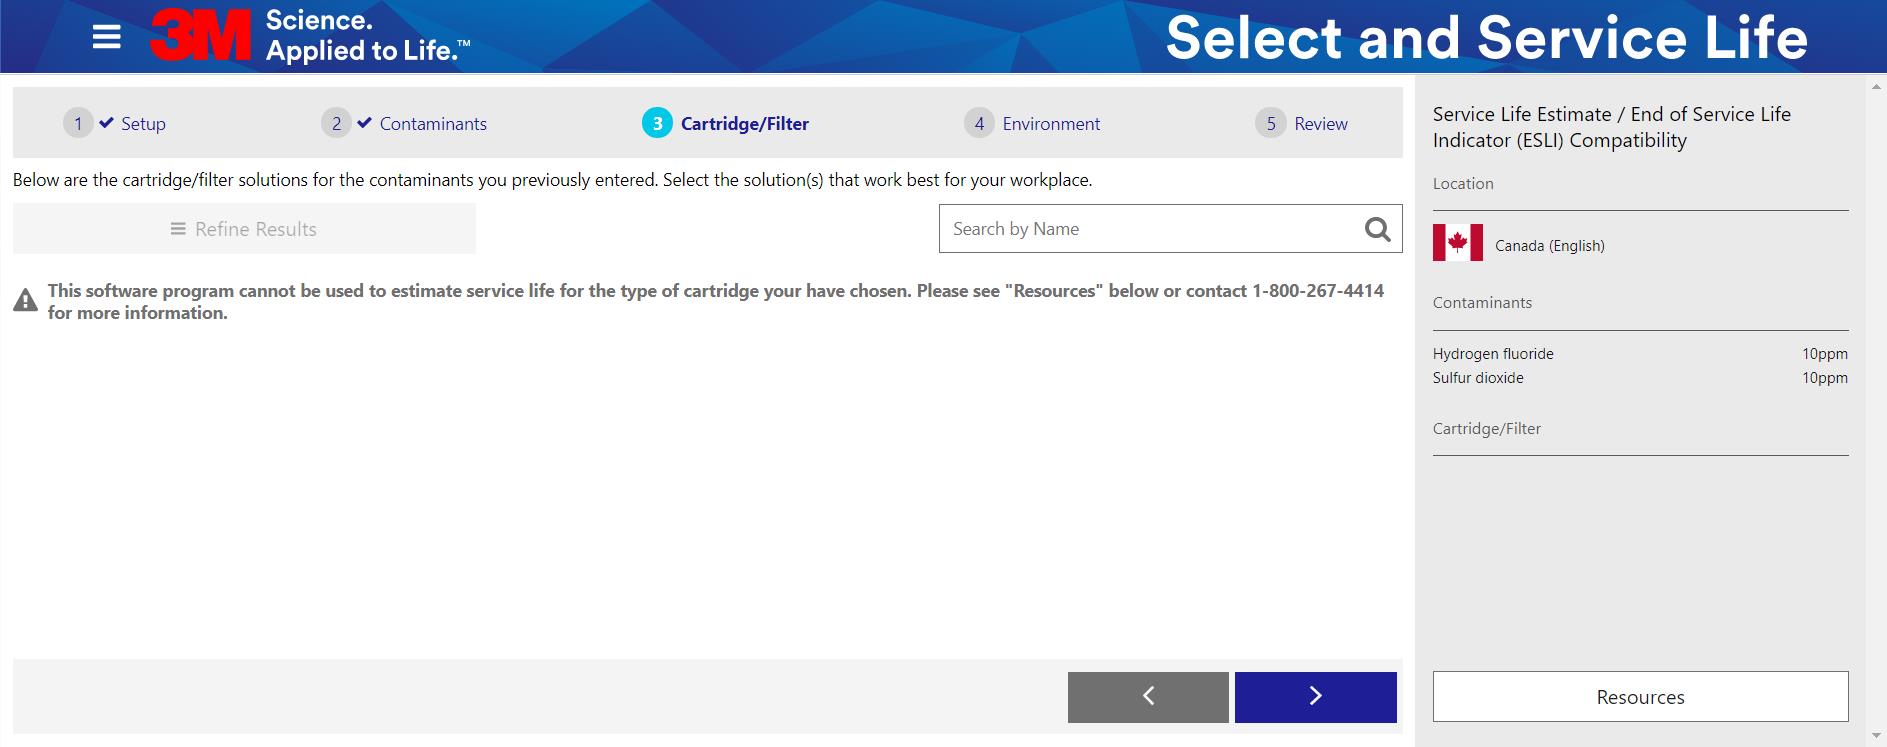 3M Science.
Applied to Life.™
Select and Service Life
1 Setup
2 Contaminants
3 Cartridge/Filter
4 Environment
5 Review
Below are the cartridge/filter solutions for the contaminants you previously entered. Select the solution(s) that work best for your workplace.
Refine Results
Search by Name
This software program cannot be used to estimate service life for the type of cartridge your have chosen. Please see "Resources" below or contact 1-800-267-4414
for more information.
Service Life Estimate / End of Service Life
Indicator (ESLI) Compatibility
Location
Canada (English)
Contaminants
Hydrogen fluoride 10ppm
Sulfur dioxide 10ppm
Cartridge/Filter
Resources